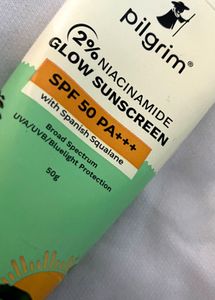 pilgrim®
2% NIACINAMIDE
GLOW SUNSCREEN
SPF 50 PA+++
with Spanish Squalane
Broad Spectrum
UVA/UVB/Bluelight Protection
50g